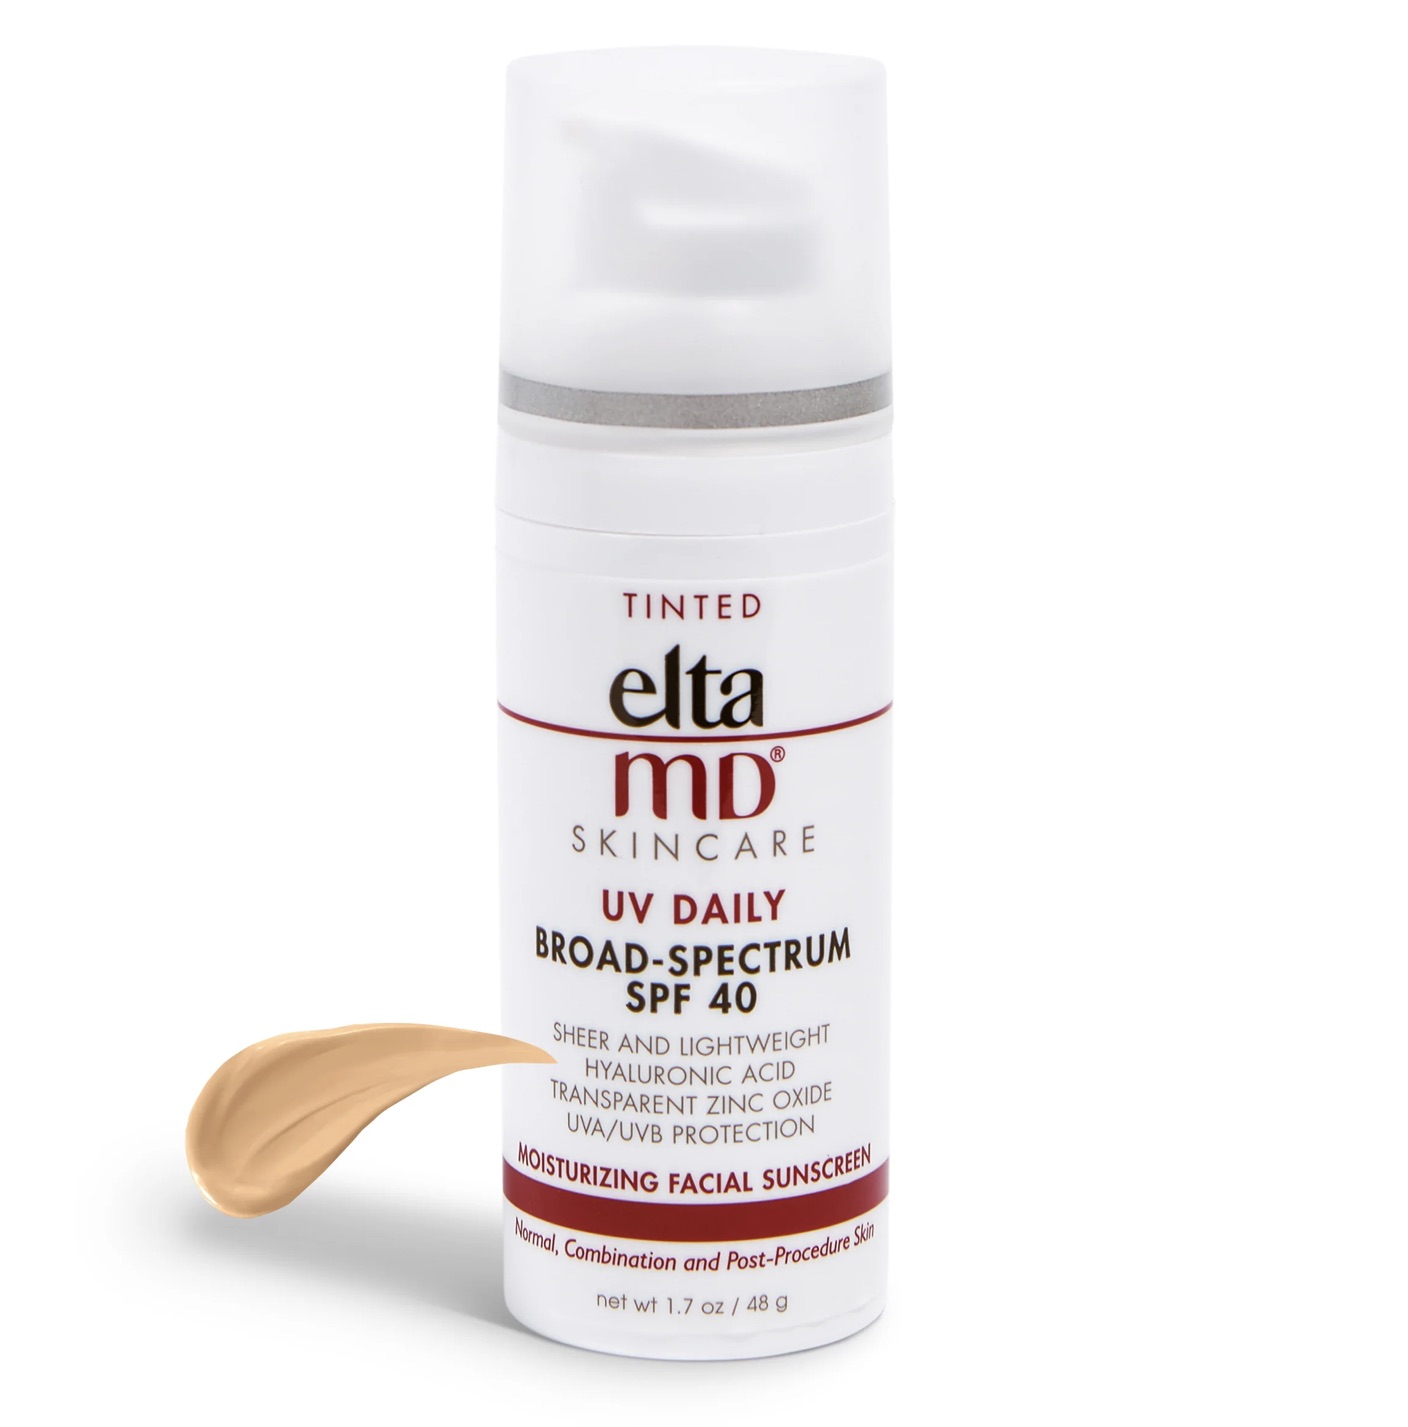 TINTED
elta
MD®
SKINCARE
UV DAILY
BROAD-SPECTRUM
SPF 40
SHEER AND LIGHTWEIGHT
HYALURONIC ACID
TRANSPARENT ZINC OXIDE
UVA/UVB PROTECTION
MOISTURIZING FACIAL SUNSCREEN
Normal, Combination and Post-Procedure Skin
net wt 1.7 oz / 48 g